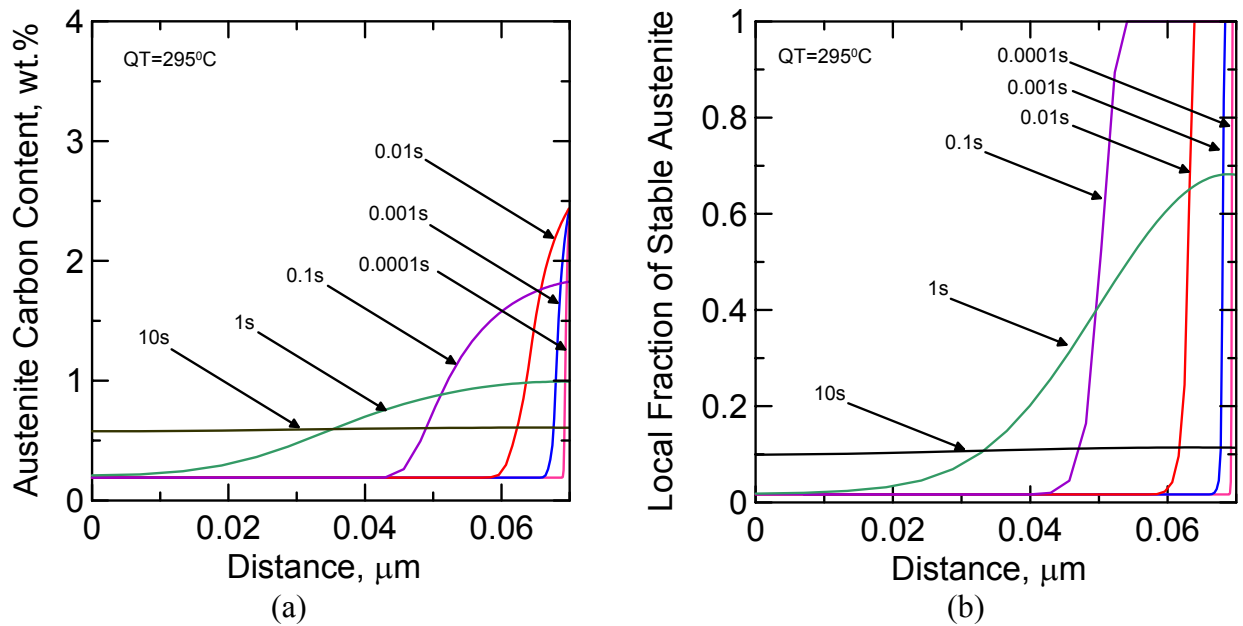 Austenite Carbon Content, wt.%
4
3
2
1
0
QT=295⁰C
0.01s
0.001s
0.0001s
0.1s
1s
10s
0
0.02
0.04
0.06
Distance, μm
(a)
Local Fraction of Stable Austenite
1
0.8
0.6
0.4
0.2
0
QT=295⁰C
0.0001s
0.001s
0.01s
0.1s
1s
10s
0
0.02
0.04
0.06
Distance, μm
(b)